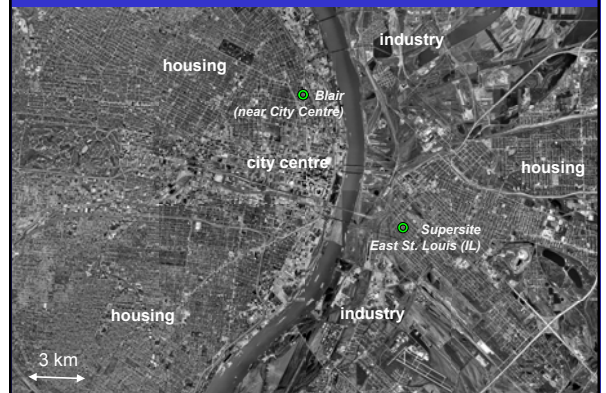 industry
housing
Blair
(near City Centre)
city centre
housing
Supersite
East St. Louis (IL)
housing
industry
3 km